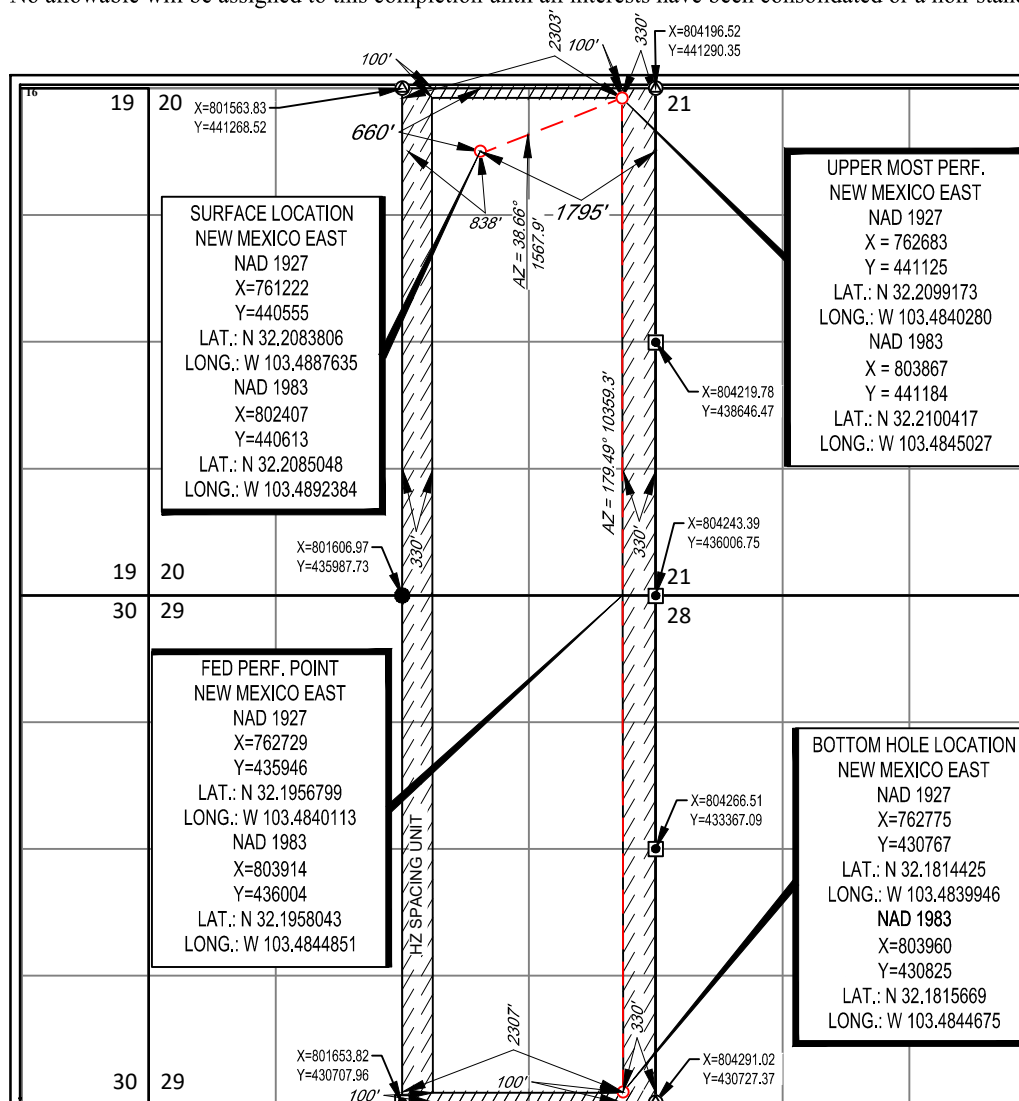 No allowable will be assigned to this completion until all interests have been consolidated or a non-stan
2303'
330'
100'
100'
X=804196.52
Y=441290.35
16
19
20
X=801563.83
Y=441268.52
21
660'
838'
1795'
AZ = 38.66°
1567.9'
SURFACE LOCATION
NEW MEXICO EAST
NAD 1927
X=761222
Y=440555
LAT.: N 32.2083806
LONG.: W 103.4887635
NAD 1983
X=802407
Y=440613
LAT.: N 32.2085048
LONG.: W 103.4892384
UPPER MOST PERF.
NEW MEXICO EAST
NAD 1927
X = 762683
Y = 441125
LAT.: N 32.2099173
LONG.: W 103.4840280
NAD 1983
X = 803867
Y = 441184
LAT.: N 32.2100417
LONG.: W 103.4845027
X=804219.78
Y=438646.47
AZ = 179.49° 10359.3'
330'
330'
X=804243.39
Y=436006.75
X=801606.97
Y=435987.73
19
20
21
30
29
28
FED PERF. POINT
NEW MEXICO EAST
NAD 1927
X=762729
Y=435946
LAT.: N 32.1956799
LONG.: W 103.4840113
NAD 1983
X=803914
Y=436004
LAT.: N 32.1958043
LONG.: W 103.4844851
HZ SPACING UNIT
X=804266.51
Y=433367.09
BOTTOM HOLE LOCATION
NEW MEXICO EAST
NAD 1927
X=762775
Y=430767
LAT.: N 32.1814425
LONG.: W 103.4839946
NAD 1983
X=803960
Y=430825
LAT.: N 32.1815669
LONG.: W 103.4844675
2307'
330'
X=801653.82
Y=430707.96
X=804291.02
Y=430727.37
30
29
100'
100'